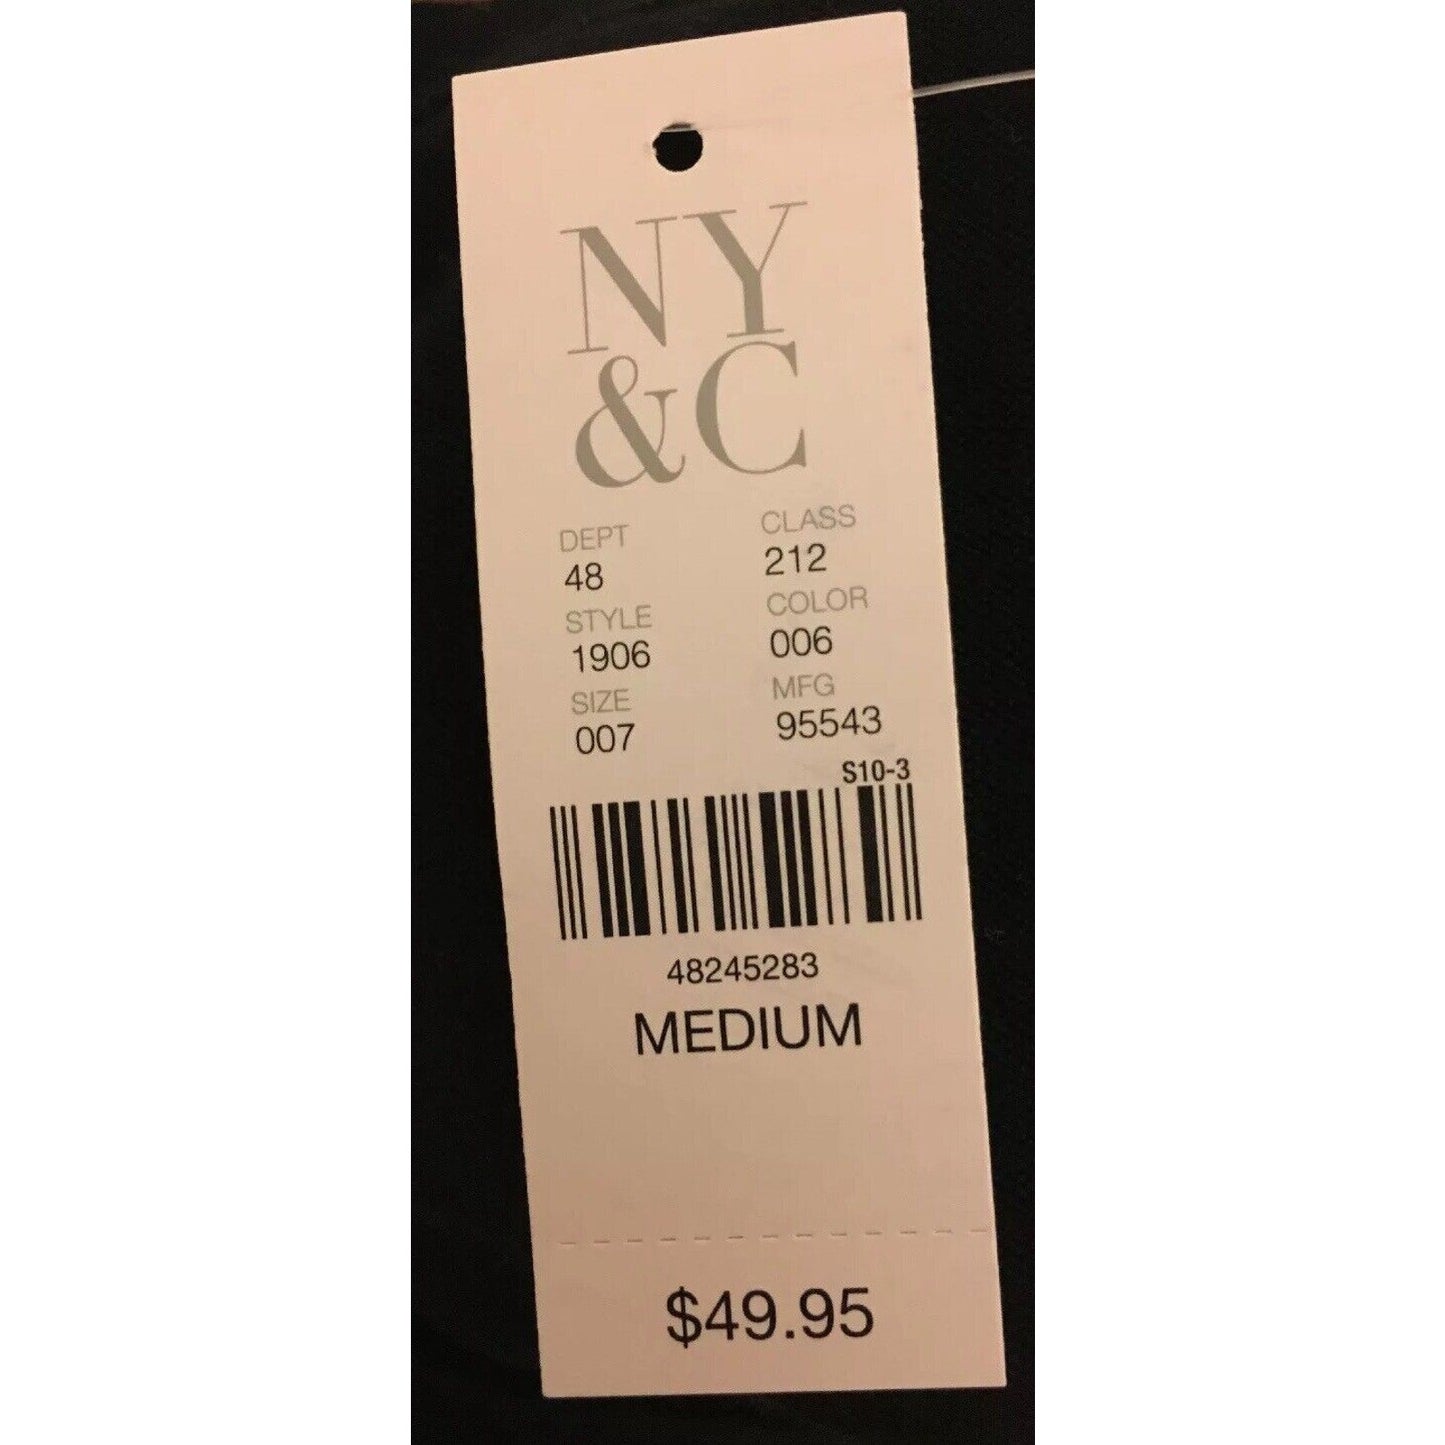 NY
&C
DEPT CLASS
48 212
STYLE COLOR
1906 006
SIZE MFG
007 95543
S10-3
48245283
MEDIUM
$49.95